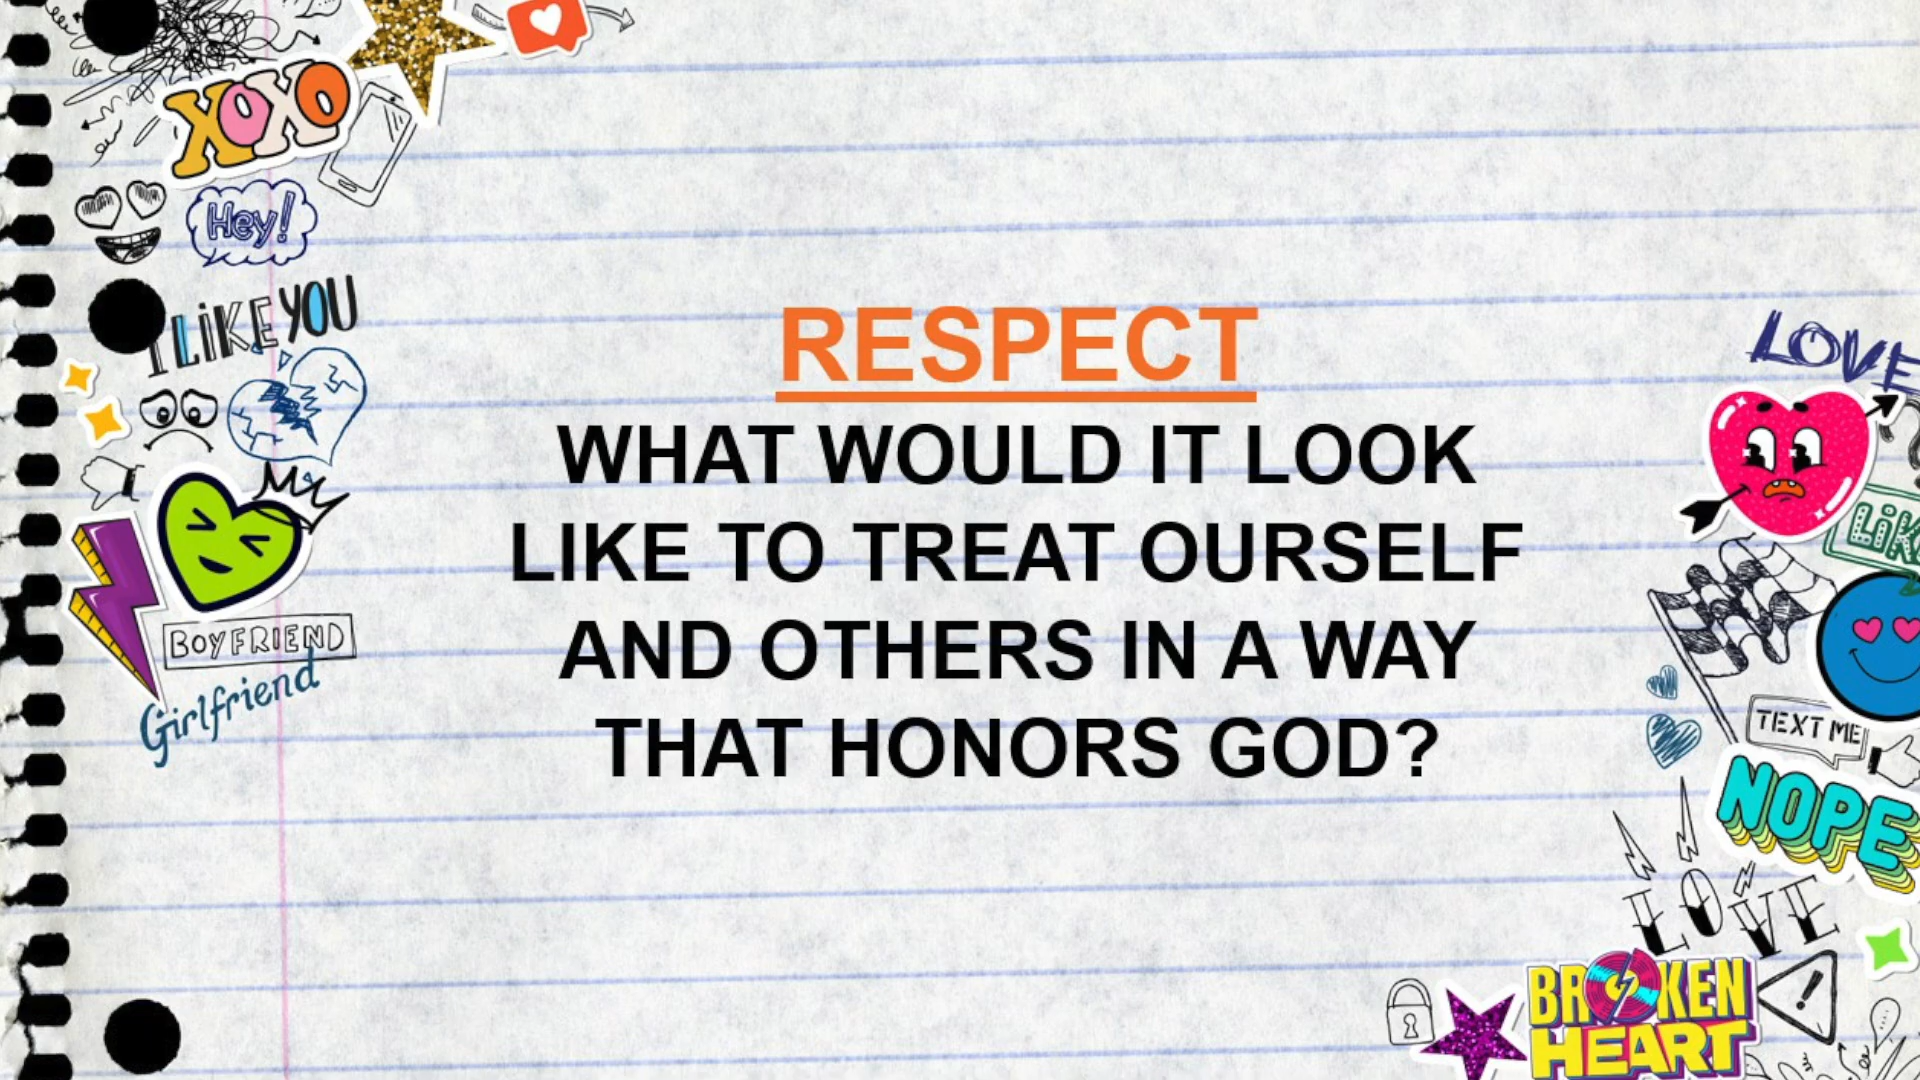 XOXO
Hey!
I LiKE YOU
BOYFRIEND
Girlfriend
RESPECT
WHAT WOULD IT LOOK
LIKE TO TREAT OURSELF
AND OTHERS IN A WAY
THAT HONORS GOD?
LOVE
LiK
TEXT ME
NOPE
LOVE
BROKEN
HEART